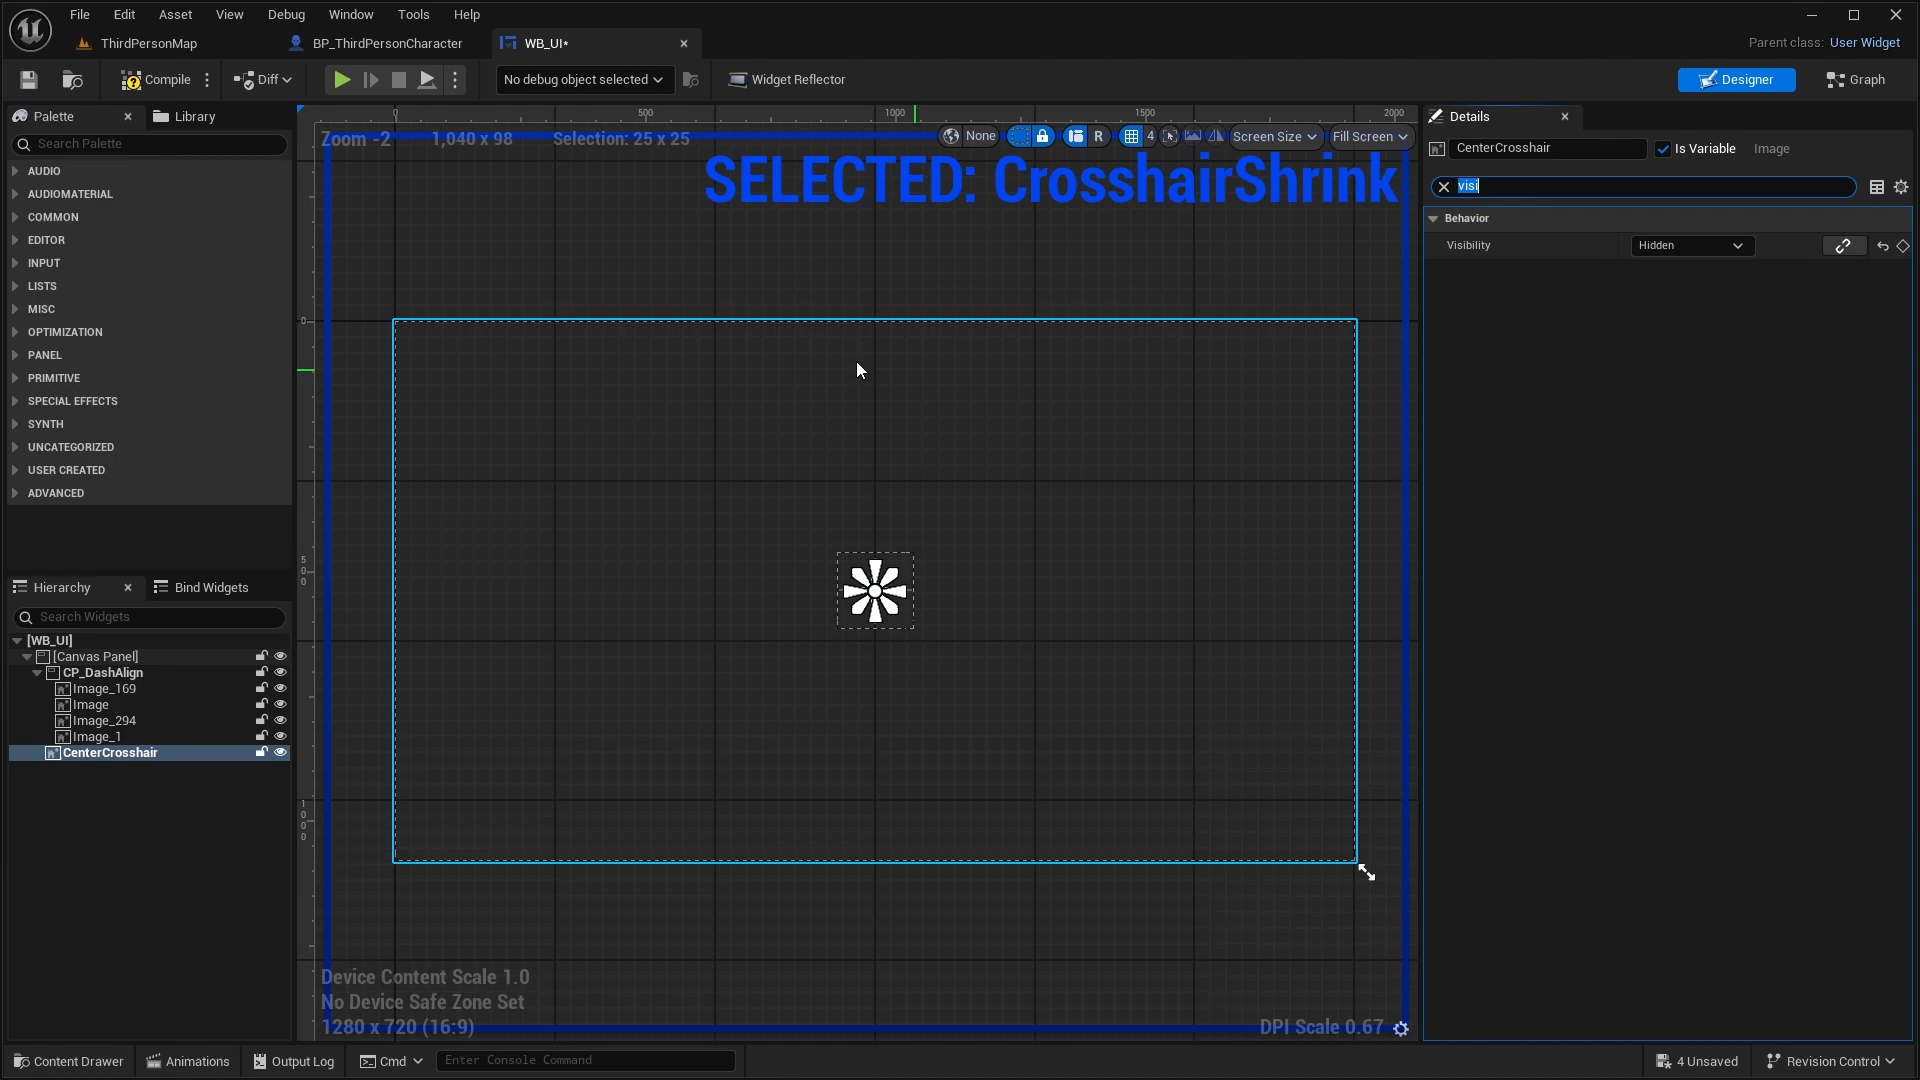 File Edit Asset View Debug Window Tools Help
ThirdPersonMap BP_ThirdPersonCharacter WB_UI* Parent class: User Widget
Compile Diff No debug object selected Widget Reflector Designer Graph
Palette Library
Search Palette
AUDIO
AUDIOMATERIAL
COMMON
EDITOR
INPUT
LISTS
MISC
OPTIMIZATION
PANEL
PRIMITIVE
SPECIAL EFFECTS
SYNTH
UNCATEGORIZED
USER CREATED
ADVANCED
Hierarchy Bind Widgets
Search Widgets
[WB_UI]
[Canvas Panel]
CP_DashAlign
Image_169
Image
Image_294
Image_1
CenterCrosshair
0 500 1000 1500 2000
Zoom -2 1,040 x 98 Selection: 25 x 25 None R 4 Screen Size Fill Screen
SELECTED: CrosshairShrink
0
500
1000
Device Content Scale 1.0
No Device Safe Zone Set
1280 x 720 (16:9) DPI Scale 0.67
Details
CenterCrosshair Is Variable Image
visi
Behavior
Visibility Hidden
Content Drawer Animations Output Log Cmd Enter Console Command 4 Unsaved Revision Control